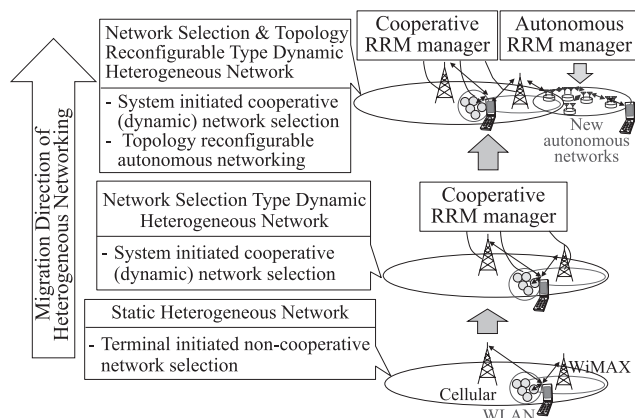 Network Selection & Topology
Reconfigurable Type Dynamic
Heterogeneous Network
- System initiated cooperative
(dynamic) network selection
- Topology reconfigurable
autonomous networking
Cooperative
RRM manager
Autonomous
RRM manager
New
autonomous
networks
Migration Direction of
Heterogeneous Networking
Network Selection Type Dynamic
Heterogeneous Network
- System initiated cooperative
(dynamic) network selection
Cooperative
RRM manager
Static Heterogeneous Network
- Terminal initiated non-cooperative
network selection
WiMAX
Cellular
WLAN